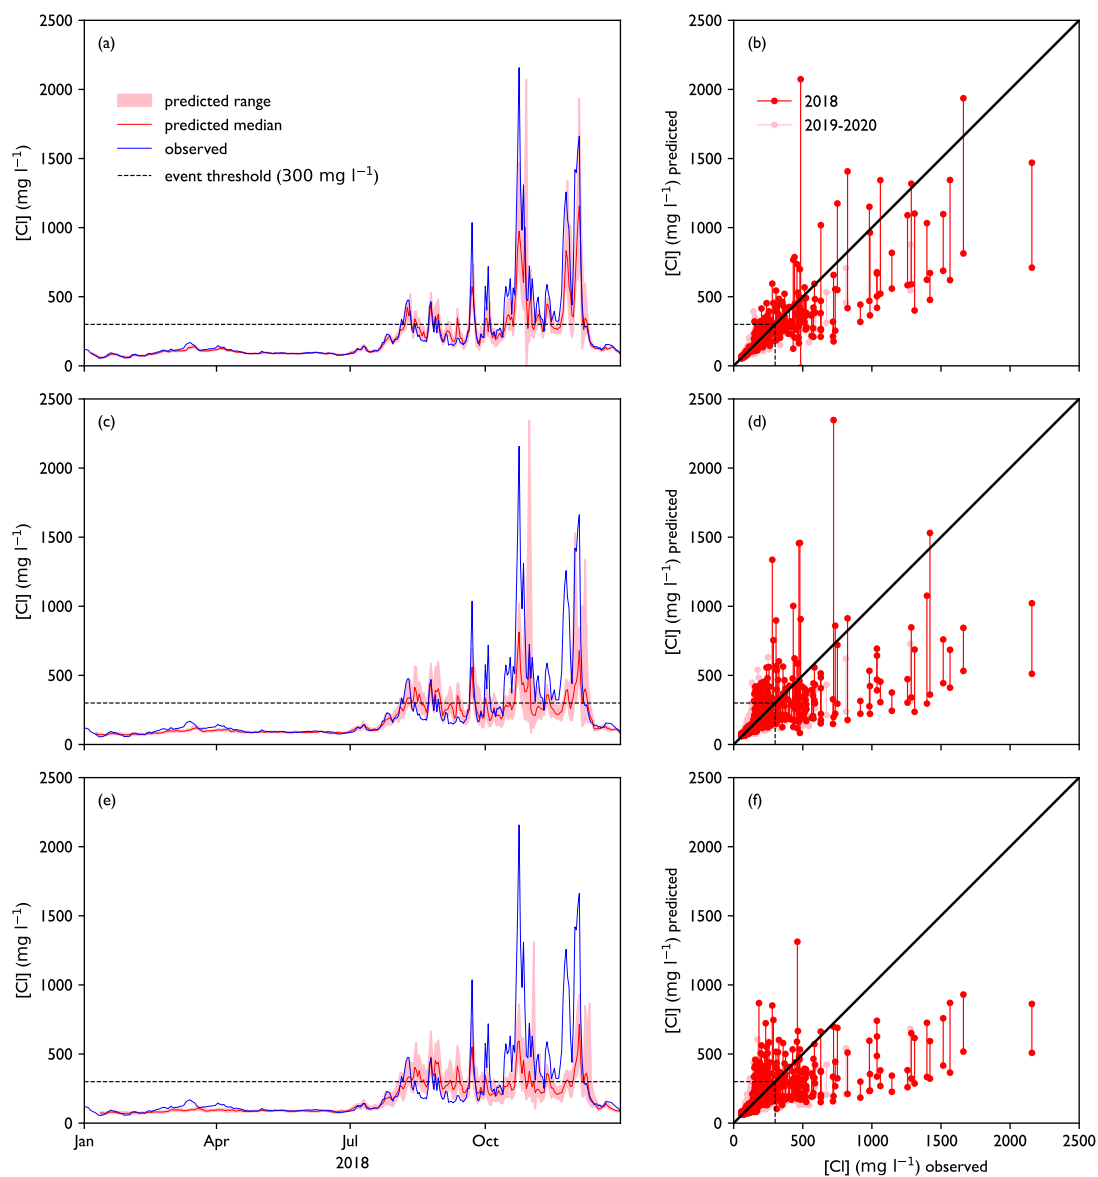 2500
2000
1500
1000
500
0
[Cl] (mg l⁻¹)
(a)
predicted range
predicted median
observed
event threshold (300 mg l⁻¹)
2500
2000
1500
1000
500
0
[Cl] (mg l⁻¹) predicted
(b)
2018
2019-2020
2500
2000
1500
1000
500
0
[Cl] (mg l⁻¹)
(c)
2500
2000
1500
1000
500
0
[Cl] (mg l⁻¹) predicted
(d)
2500
2000
1500
1000
500
0
[Cl] (mg l⁻¹)
(e)
Jan Apr Jul Oct
2018
2500
2000
1500
1000
500
0
[Cl] (mg l⁻¹) predicted
(f)
0 500 1000 1500 2000 2500
[Cl] (mg l⁻¹) observed